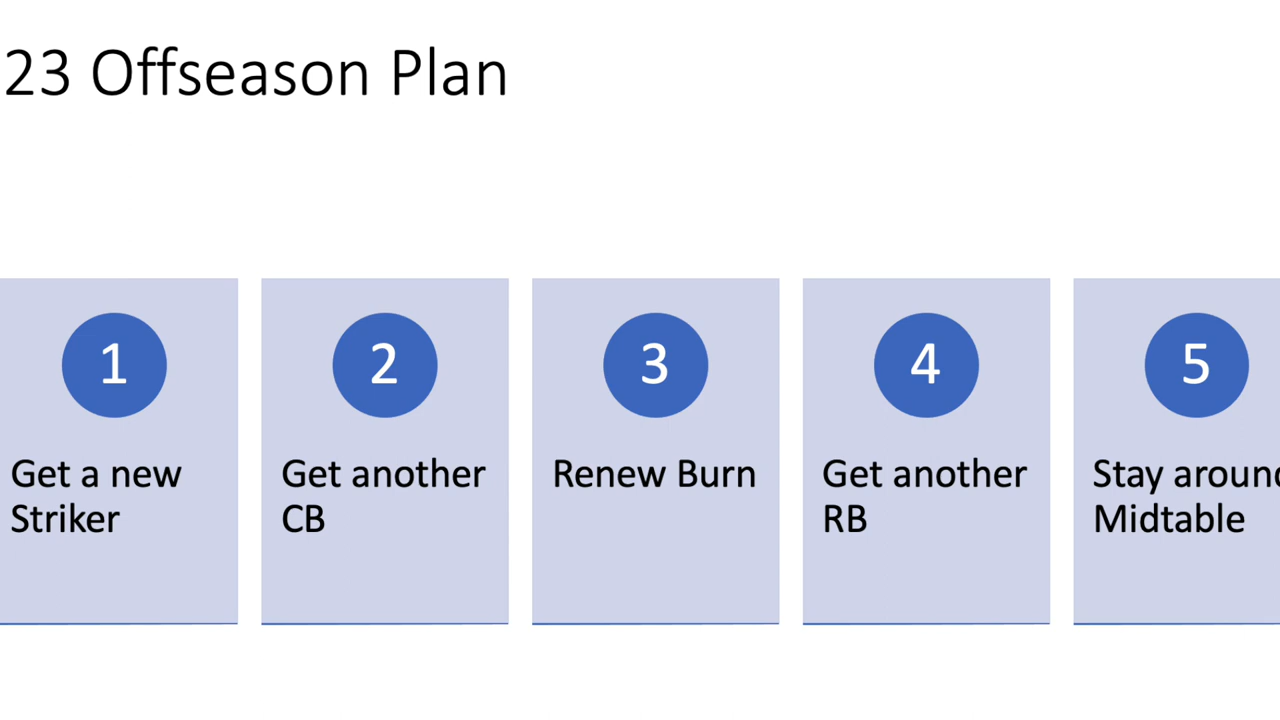 23 Offseason Plan
1
Get a new
Striker
2
Get another
CB
3
Renew Burn
4
Get another
RB
5
Stay aroun
Midtable